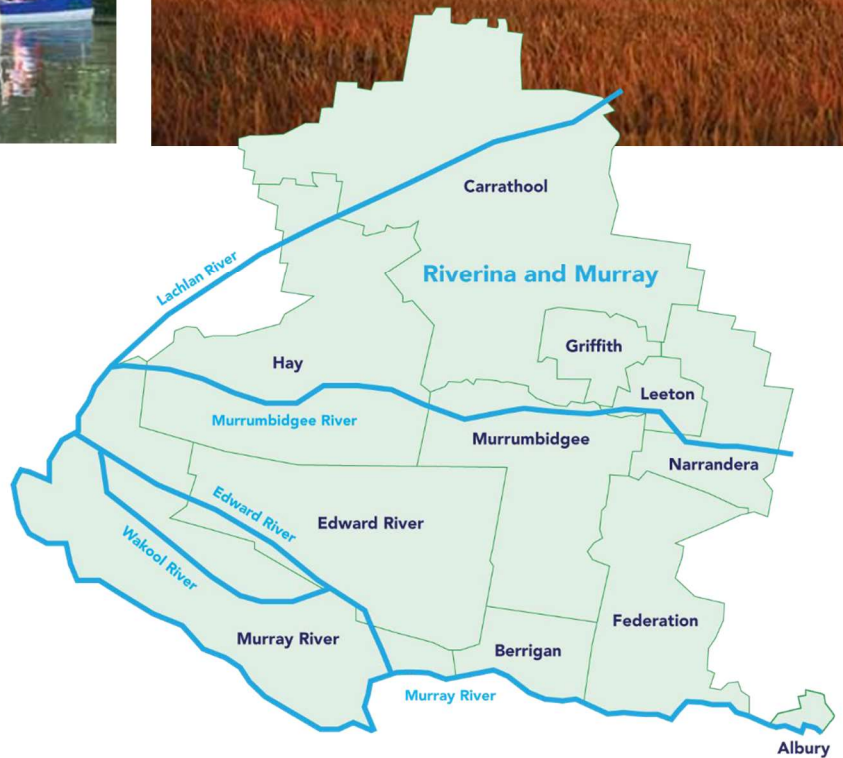 Carrathool
Riverina and Murray
Lachlan River
Griffith
Hay
Leeton
Murrumbidgee River
Murrumbidgee
Narrandera
Edward River
Edward River
Wakool River
Federation
Murray River
Berrigan
Murray River
Albury